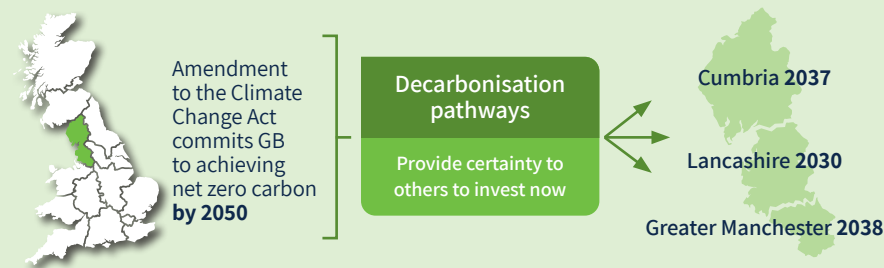 Amendment
to the Climate
Change Act
commits GB
to achieving
net zero carbon
by 2050
Decarbonisation
pathways
Provide certainty to
others to invest now
Cumbria 2037
Lancashire 2030
Greater Manchester 2038